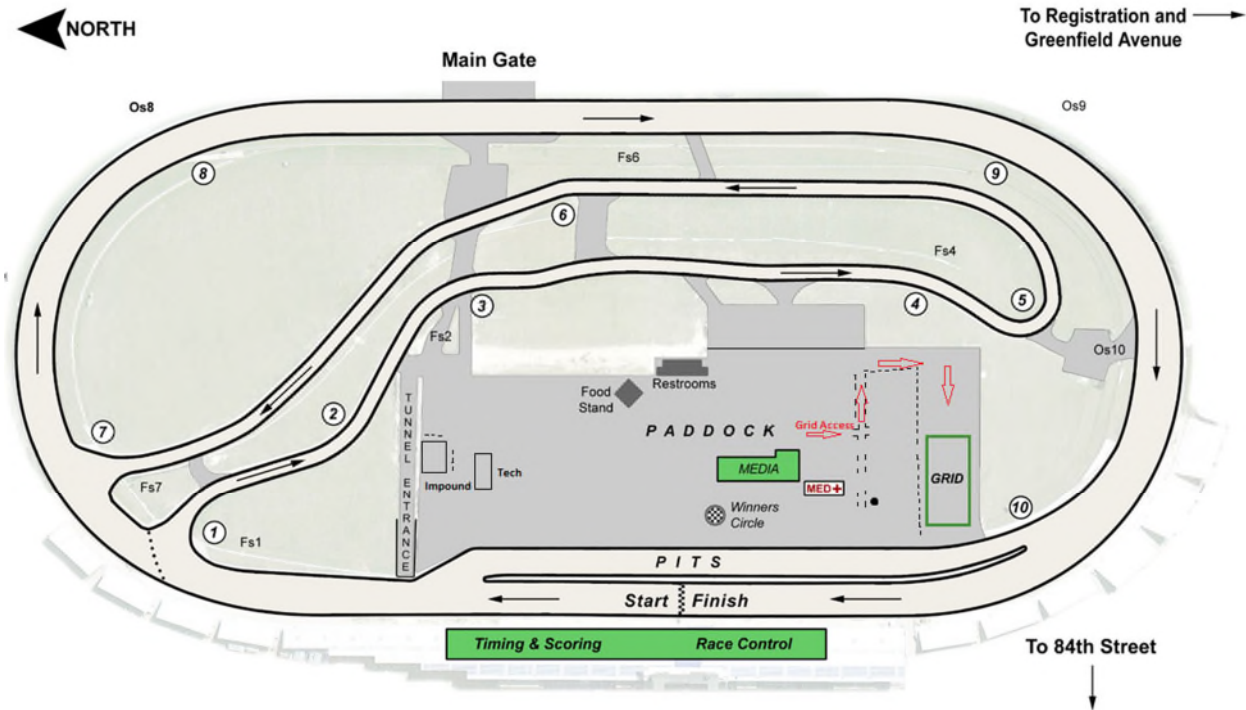 NORTH
To Registration and
Greenfield Avenue
Main Gate
Os8
Os9
8
Fs6
9
6
Fs4
3
4
5
Fs2
Os10
Restrooms
Food
Stand
2
7
TUNNEL ENTRANCE
PADDOCK
Grid Access
Impound
Tech
MEDIA
GRID
MED+
Fs7
Winners
Circle
10
1
Fs1
PITS
Start Finish
Timing & Scoring Race Control
To 84th Street